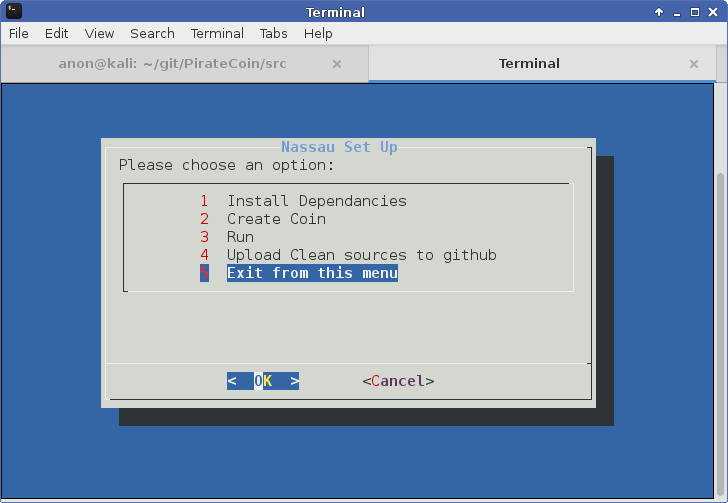 Terminal
File Edit View Search Terminal Tabs Help
anon@kali: ~/git/PirateCoin/src × Terminal ×
Nassau Set Up
Please choose an option:
1 Install Dependancies
2 Create Coin
3 Run
4 Upload Clean sources to github
5 Exit from this menu
< OK > <Cancel>